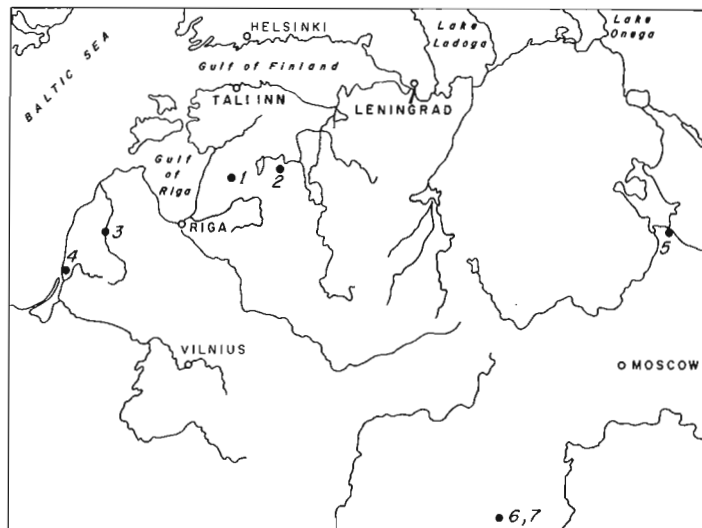 HELSINKI
Lake
Ladoga
Lake
Onega
BALTIC SEA
Gulf of Finland
TALLINN
LENINGRAD
Gulf
of
Riga
1
2
3
RIGA
4
5
VILNIUS
MOSCOW
6,7